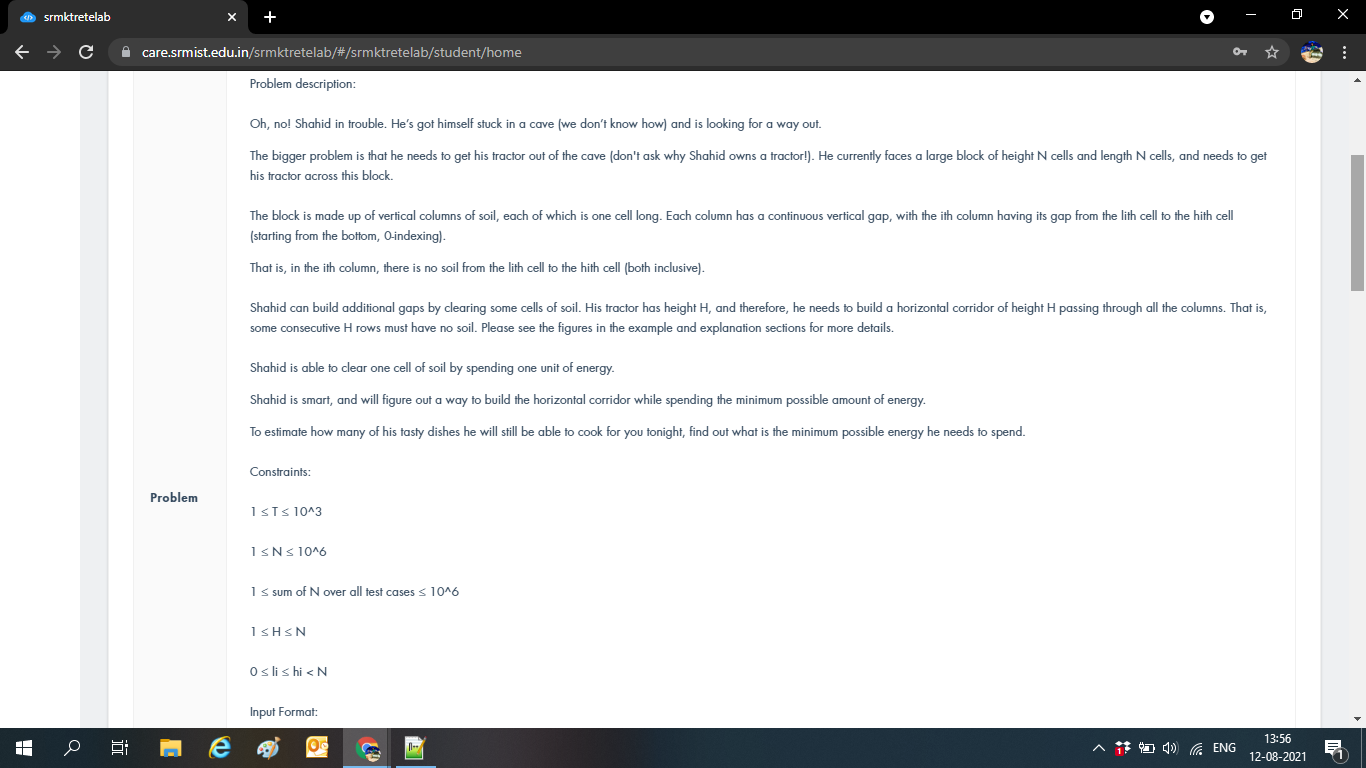 srmktretelab
care.srmist.edu.in/srmktretelab/#/srmktretelab/student/home
Problem description:
Oh, no! Shahid in trouble. He's got himself stuck in a cave (we don't know how) and is looking for a way out.
The bigger problem is that he needs to get his tractor out of the cave (don't ask why Shahid owns a tractor!). He currently faces a large block of height N cells and length N cells, and needs to get
his tractor across this block.
The block is made up of vertical columns of soil, each of which is one cell long. Each column has a continuous vertical gap, with the ith column having its gap from the lith cell to the hith cell
(starting from the bottom, 0-indexing).
That is, in the ith column, there is no soil from the lith cell to the hith cell (both inclusive).
Shahid can build additional gaps by clearing some cells of soil. His tractor has height H, and therefore, he needs to build a horizontal corridor of height H passing through all the columns. That is,
some consecutive H rows must have no soil. Please see the figures in the example and explanation sections for more details.
Shahid is able to clear one cell of soil by spending one unit of energy.
Shahid is smart, and will figure out a way to build the horizontal corridor while spending the minimum possible amount of energy.
To estimate how many of his tasty dishes he will still be able to cook for you tonight, find out what is the minimum possible energy he needs to spend.
Constraints:
Problem
1 ≤ T ≤ 10^3
1 ≤ N ≤ 10^6
1 ≤ sum of N over all test cases ≤ 10^6
1 ≤ H ≤ N
0 ≤ li ≤ hi < N
Input Format:
ENG
13:56
12-08-2021